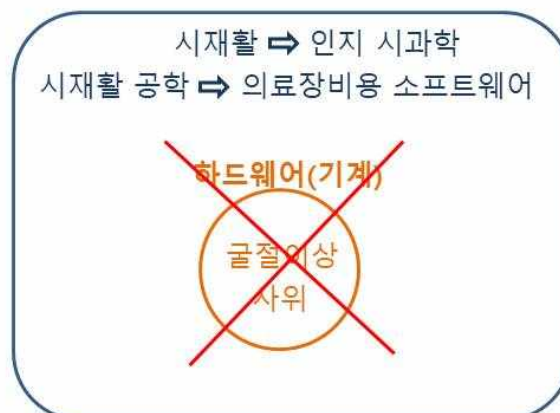 시재활 ⇨ 인지 시과학
시재활 공학 ⇨ 의료장비용 소프트웨어
하드웨어(기계)
굴절이상
사위